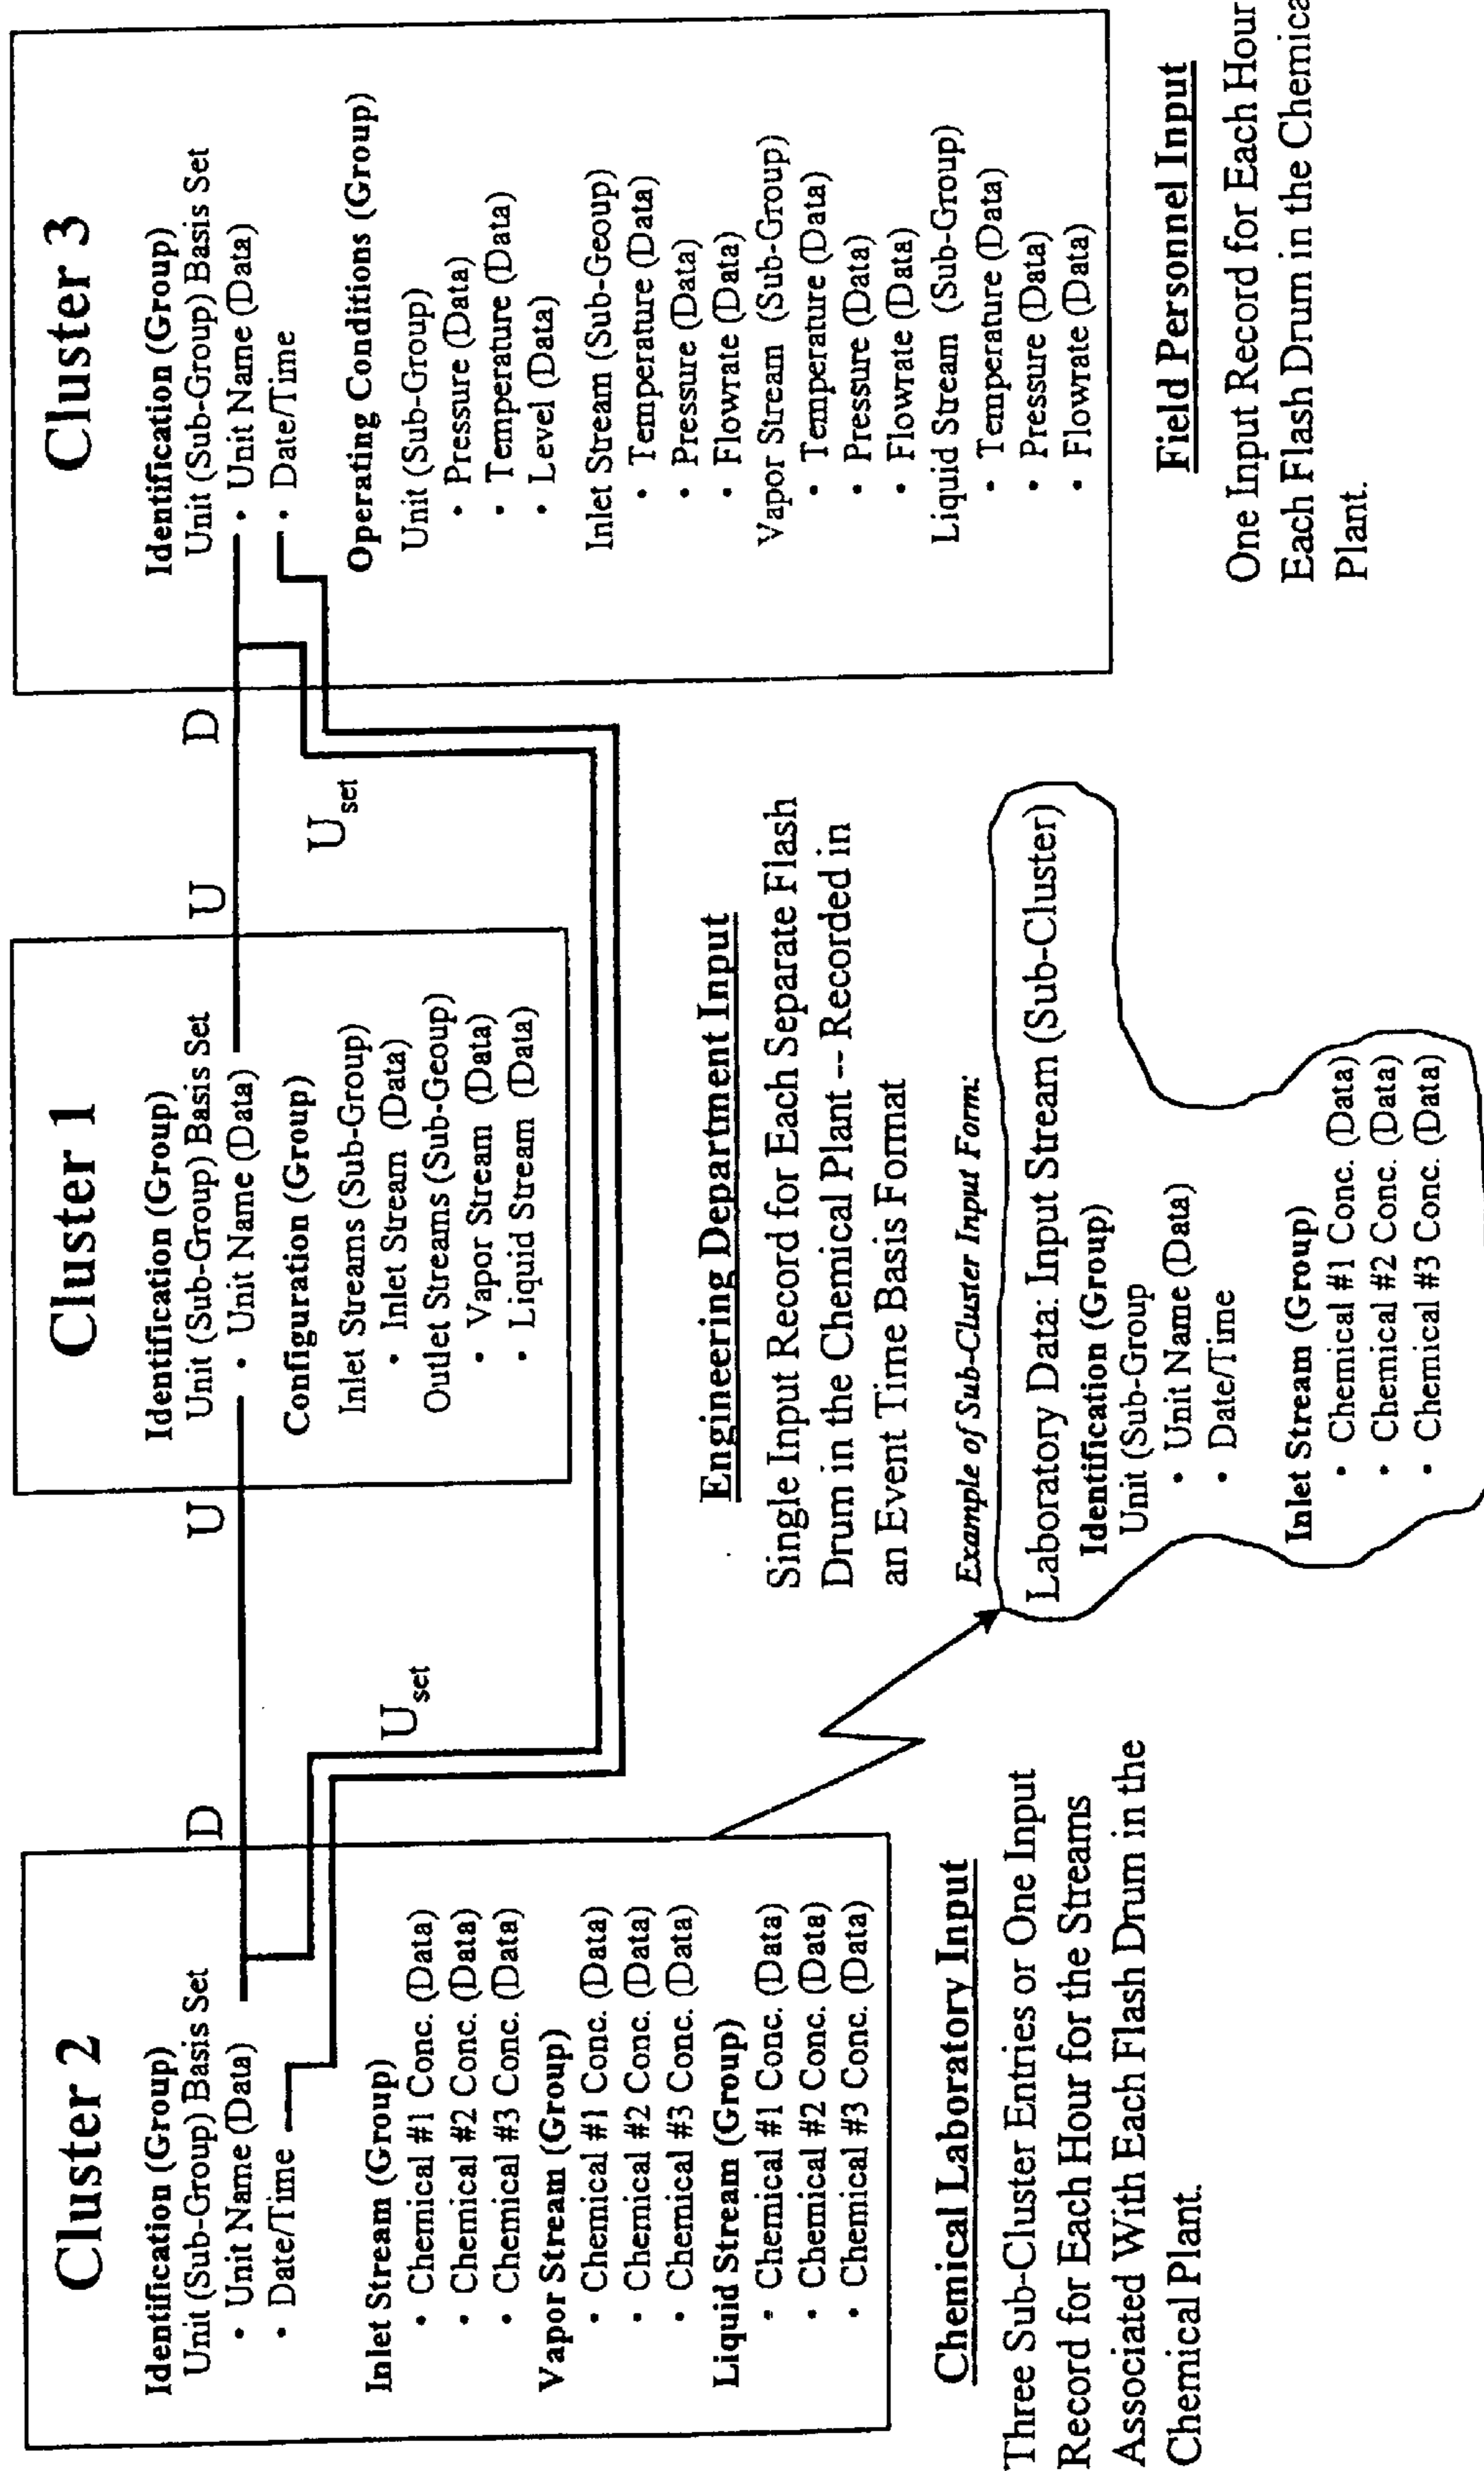 Cluster 2
Identification (Group)
Unit (Sub-Group) Basis Set
• Unit Name (Data)
• Date/Time
Inlet Stream (Group)
• Chemical #1 Conc. (Data)
• Chemical #2 Conc. (Data)
• Chemical #3 Conc. (Data)
Vapor Stream (Group)
• Chemical #1 Conc. (Data)
• Chemical #2 Conc. (Data)
• Chemical #3 Conc. (Data)
Liquid Stream (Group)
• Chemical #1 Conc. (Data)
• Chemical #2 Conc. (Data)
• Chemical #3 Conc. (Data)
Chemical Laboratory Input
Three Sub-Cluster Entries or One Input
Record for Each Hour for the Streams
Associated With Each Flash Drum in the
Chemical Plant.
D
U
Uset
Cluster 1
Identification (Group)
Unit (Sub-Group) Basis Set
• Unit Name (Data)
Configuration (Group)
Inlet Streams (Sub-Group)
• Inlet Stream (Data)
Outlet Streams (Sub-Geoup)
• Vapor Stream (Data)
• Liquid Stream (Data)
Engineering Department Input
Single Input Record for Each Separate Flash
Drum in the Chemical Plant -- Recorded in
an Event Time Basis Format
Example of Sub-Cluster Input Form:
Laboratory Data: Input Stream (Sub-Cluster)
Identification (Group)
Unit (Sub-Group
• Unit Name (Data)
• Date/Time
Inlet Stream (Group)
• Chemical #1 Conc. (Data)
• Chemical #2 Conc. (Data)
• Chemical #3 Conc. (Data)
U
D
Uset
Cluster 3
Identification (Group)
Unit (Sub-Group) Basis Set
• Unit Name (Data)
• Date/Time
Operating Conditions (Group)
Unit (Sub-Group)
• Pressure (Data)
• Temperature (Data)
• Level (Data)
Inlet Stream (Sub-Geoup)
• Temperature (Data)
• Pressure (Data)
• Flowrate (Data)
Vapor Stream (Sub-Group)
• Temperature (Data)
• Pressure (Data)
• Flowrate (Data)
Liquid Stream (Sub-Group)
• Temperature (Data)
• Pressure (Data)
• Flowrate (Data)
Field Personnel Input
One Input Record for Each Hour
Each Flash Drum in the Chemica
Plant.